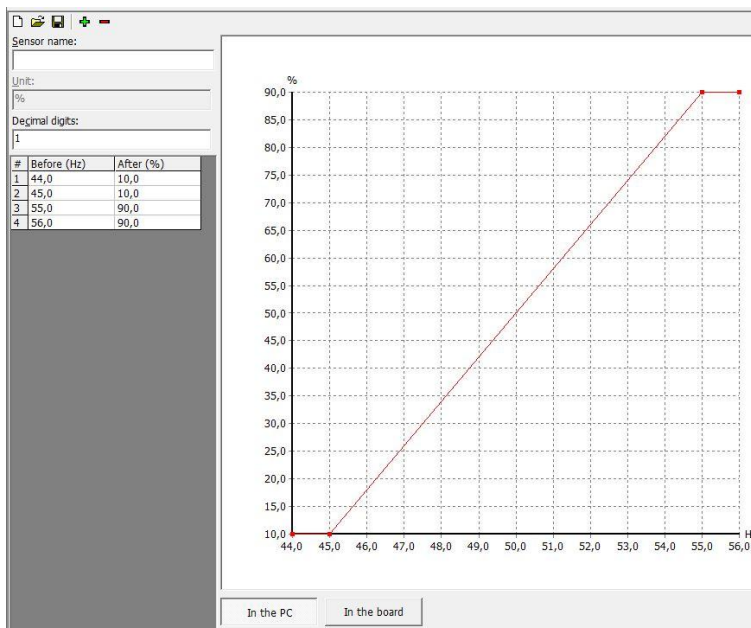 Sensor name:
Unit:
%
Decimal digits:
1
# Before (Hz) After (%)
1 44,0 10,0
2 45,0 10,0
3 55,0 90,0
4 56,0 90,0
%
90,0
85,0
80,0
75,0
70,0
65,0
60,0
55,0
50,0
45,0
40,0
35,0
30,0
25,0
20,0
15,0
10,0
H
44,0 45,0 46,0 47,0 48,0 49,0 50,0 51,0 52,0 53,0 54,0 55,0 56,0
In the PC In the board